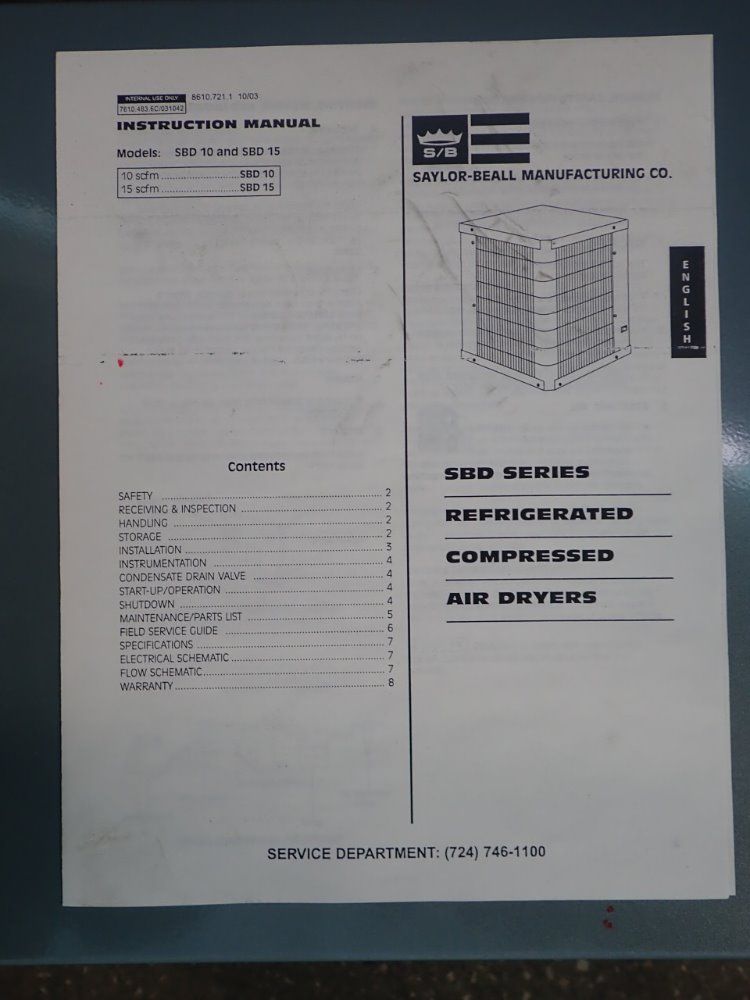 INTERNAL USE ONLY 8610.721.1 10/03
7610.483.6C/031042
INSTRUCTION MANUAL
Models: SBD 10 and SBD 15
10 scfm ............................ SBD 10
15 scfm ............................ SBD 15
Contents
SAFETY ........................................ 2
RECEIVING & INSPECTION ........................................ 2
HANDLING ........................................ 2
STORAGE ........................................ 2
INSTALLATION ........................................ 3
INSTRUMENTATION ........................................ 4
CONDENSATE DRAIN VALVE ........................................ 4
START-UP/OPERATION ........................................ 4
SHUTDOWN ........................................ 4
MAINTENANCE/PARTS LIST ........................................ 5
FIELD SERVICE GUIDE ........................................ 6
SPECIFICATIONS ........................................ 7
ELECTRICAL SCHEMATIC ........................................ 7
FLOW SCHEMATIC ........................................ 7
WARRANTY ........................................ 8
S/B
SAYLOR-BEALL MANUFACTURING CO.
ENGLISH
SBD SERIES
REFRIGERATED
COMPRESSED
AIR DRYERS
SERVICE DEPARTMENT: (724) 746-1100